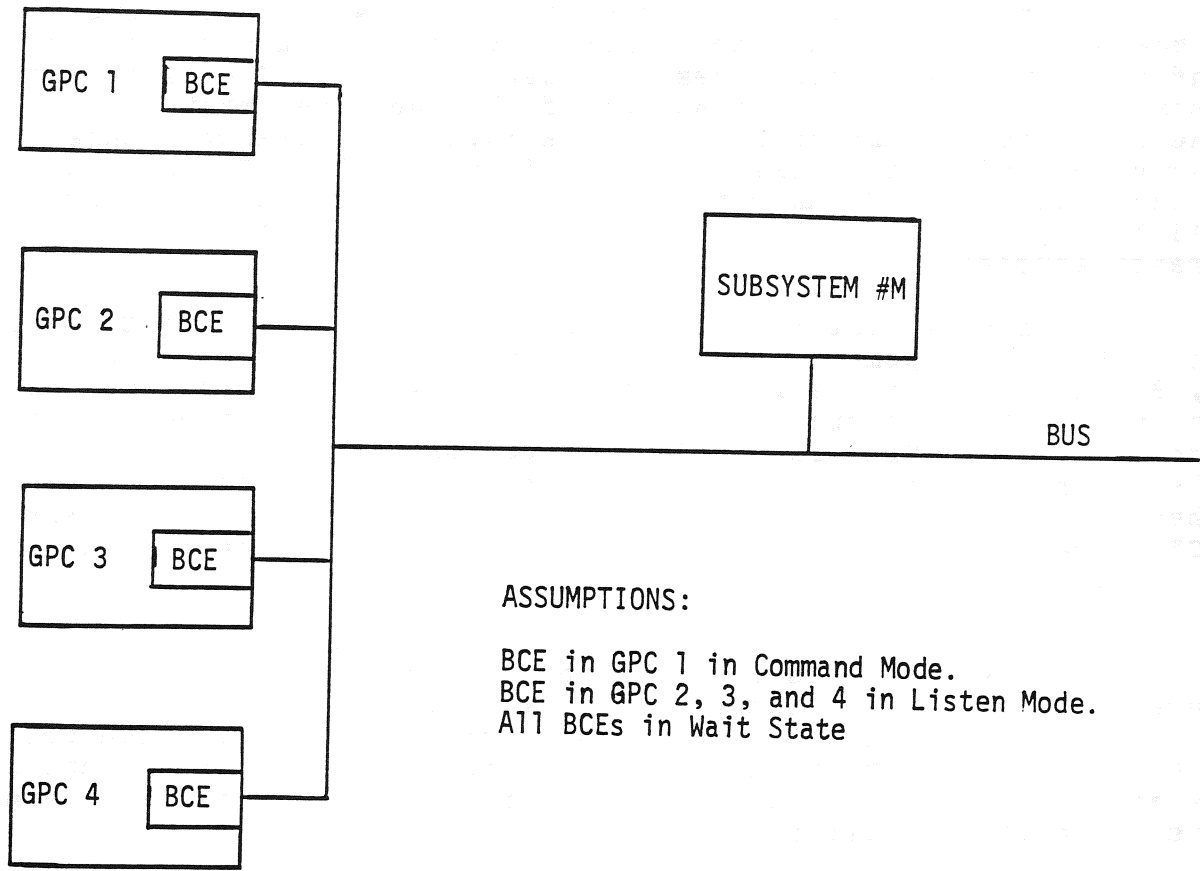 GPC 1
BCE
GPC 2
BCE
SUBSYSTEM #M
BUS
GPC 3
BCE
ASSUMPTIONS:
BCE in GPC 1 in Command Mode.
BCE in GPC 2, 3, and 4 in Listen Mode.
All BCEs in Wait State
GPC 4
BCE